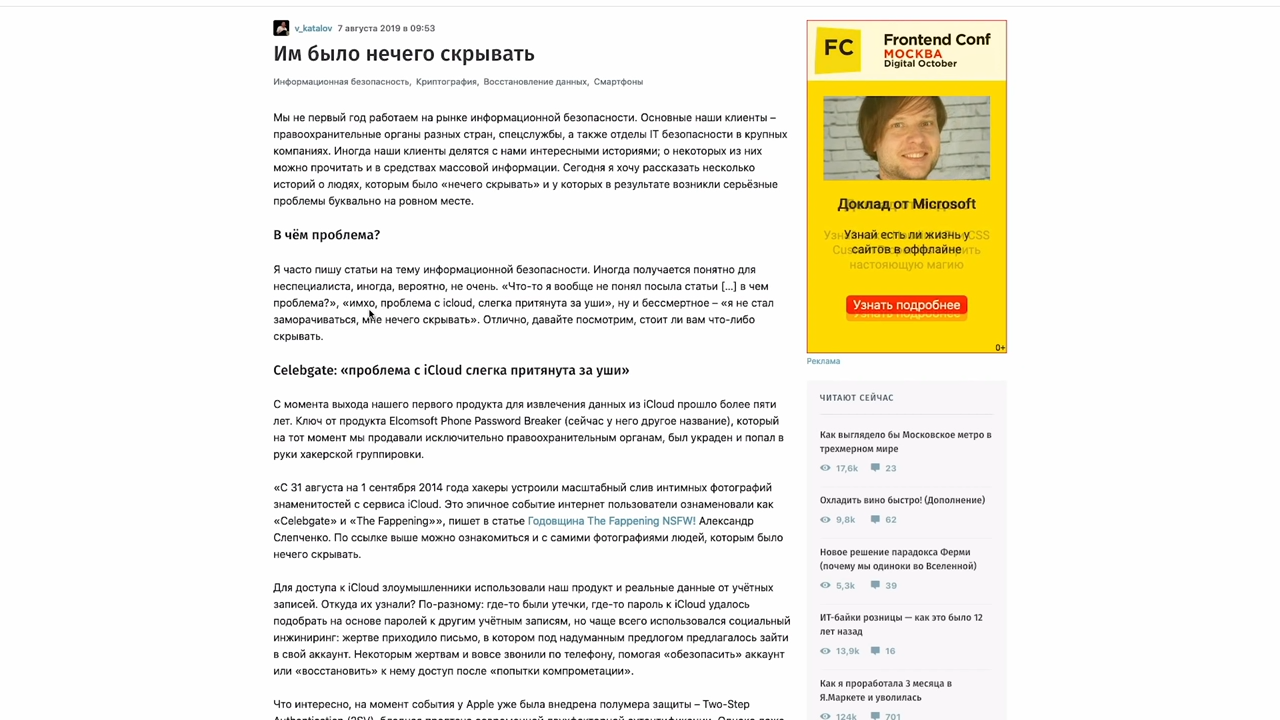 v_katalov 7 августа 2019 в 09:53
Им было нечего скрывать
Информационная безопасность, Криптография, Восстановление данных, Смартфоны
Мы не первый год работаем на рынке информационной безопасности. Основные наши клиенты –
правоохранительные органы разных стран, спецслужбы, а также отделы IT безопасности в крупных
компаниях. Иногда наши клиенты делятся с нами интересными историями; о некоторых из них
можно прочитать и в средствах массовой информации. Сегодня я хочу рассказать несколько
историй о людях, которым было «нечего скрывать» и у которых в результате возникли серьёзные
проблемы буквально на ровном месте.
В чём проблема?
Я часто пишу статьи на тему информационной безопасности. Иногда получается понятно для
неспециалиста, иногда, вероятно, не очень. «Что-то я вообще не понял посыла статьи [...] в чем
проблема?», «имхо, проблема с icloud, слегка притянута за уши», ну и бессмертное – «я не стал
заморачиваться, мне нечего скрывать». Отлично, давайте посмотрим, стоит ли вам что-либо
скрывать.
Celebgate: «проблема с iCloud слегка притянута за уши»
С момента выхода нашего первого продукта для извлечения данных из iCloud прошло более пяти
лет. Ключ от продукта Elcomsoft Phone Password Breaker (сейчас у него другое название), который
на тот момент мы продавали исключительно правоохранительным органам, был украден и попал в
руки хакерской группировки.
«С 31 августа на 1 сентября 2014 года хакеры устроили масштабный слив интимных фотографий
знаменитостей с сервиса iCloud. Это эпичное событие интернет пользователи ознаменовали как
«Celebgate» и «The Fappening»», пишет в статье Годовщина The Fappening NSFW! Александр
Слепченко. По ссылке выше можно ознакомиться и с самими фотографиями людей, которым было
нечего скрывать.
Для доступа к iCloud злоумышленники использовали наш продукт и реальные данные от учётных
записей. Откуда их узнали? По-разному: где-то были утечки, где-то пароль к iCloud удалось
подобрать на основе паролей к другим учётным записям, но чаще всего использовался социальный
инжиниринг: жертве приходило письмо, в котором под надуманным предлогом предлагалось зайти
в свой аккаунт. Некоторым жертвам и вовсе звонили по телефону, помогая «обезопасить» аккаунт
или «восстановить» к нему доступ после «попытки компрометации».
Что интересно, на момент события у Apple уже была внедрена полумера защиты – Two-Step
FC
Frontend Conf
МОСКВА
Digital October
Доклад от Microsoft
Узнай есть ли жизнь у
сайтов в оффлайне
Узнать подробнее
0+
Реклама
ЧИТАЮТ СЕЙЧАС
Как выглядело бы Московское метро в
трехмерном мире
17,6k 23
Охладить вино быстро! (Дополнение)
9,8k 62
Новое решение парадокса Ферми
(почему мы одиноки во Вселенной)
5,3k 39
ИТ-байки розницы — как это было 12
лет назад
13,9k 16
Как я проработала 3 месяца в
Я.Маркете и уволилась
124k 701